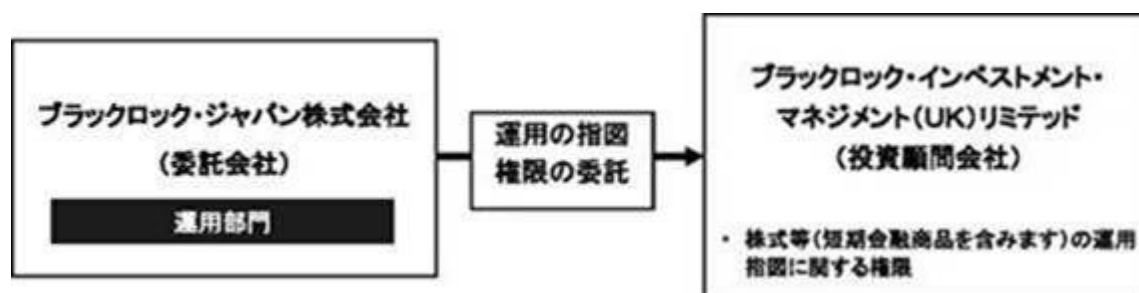 ブラックロック・ジャパン株式会社
(委託会社)
運用部門
運用の指図
権限の委託
ブラックロック・インベストメント・
マネジメント(UK)リミテッド
(投資顧問会社)
・ 株式等(短期金融商品を含みます)の運用
指図に関する権限